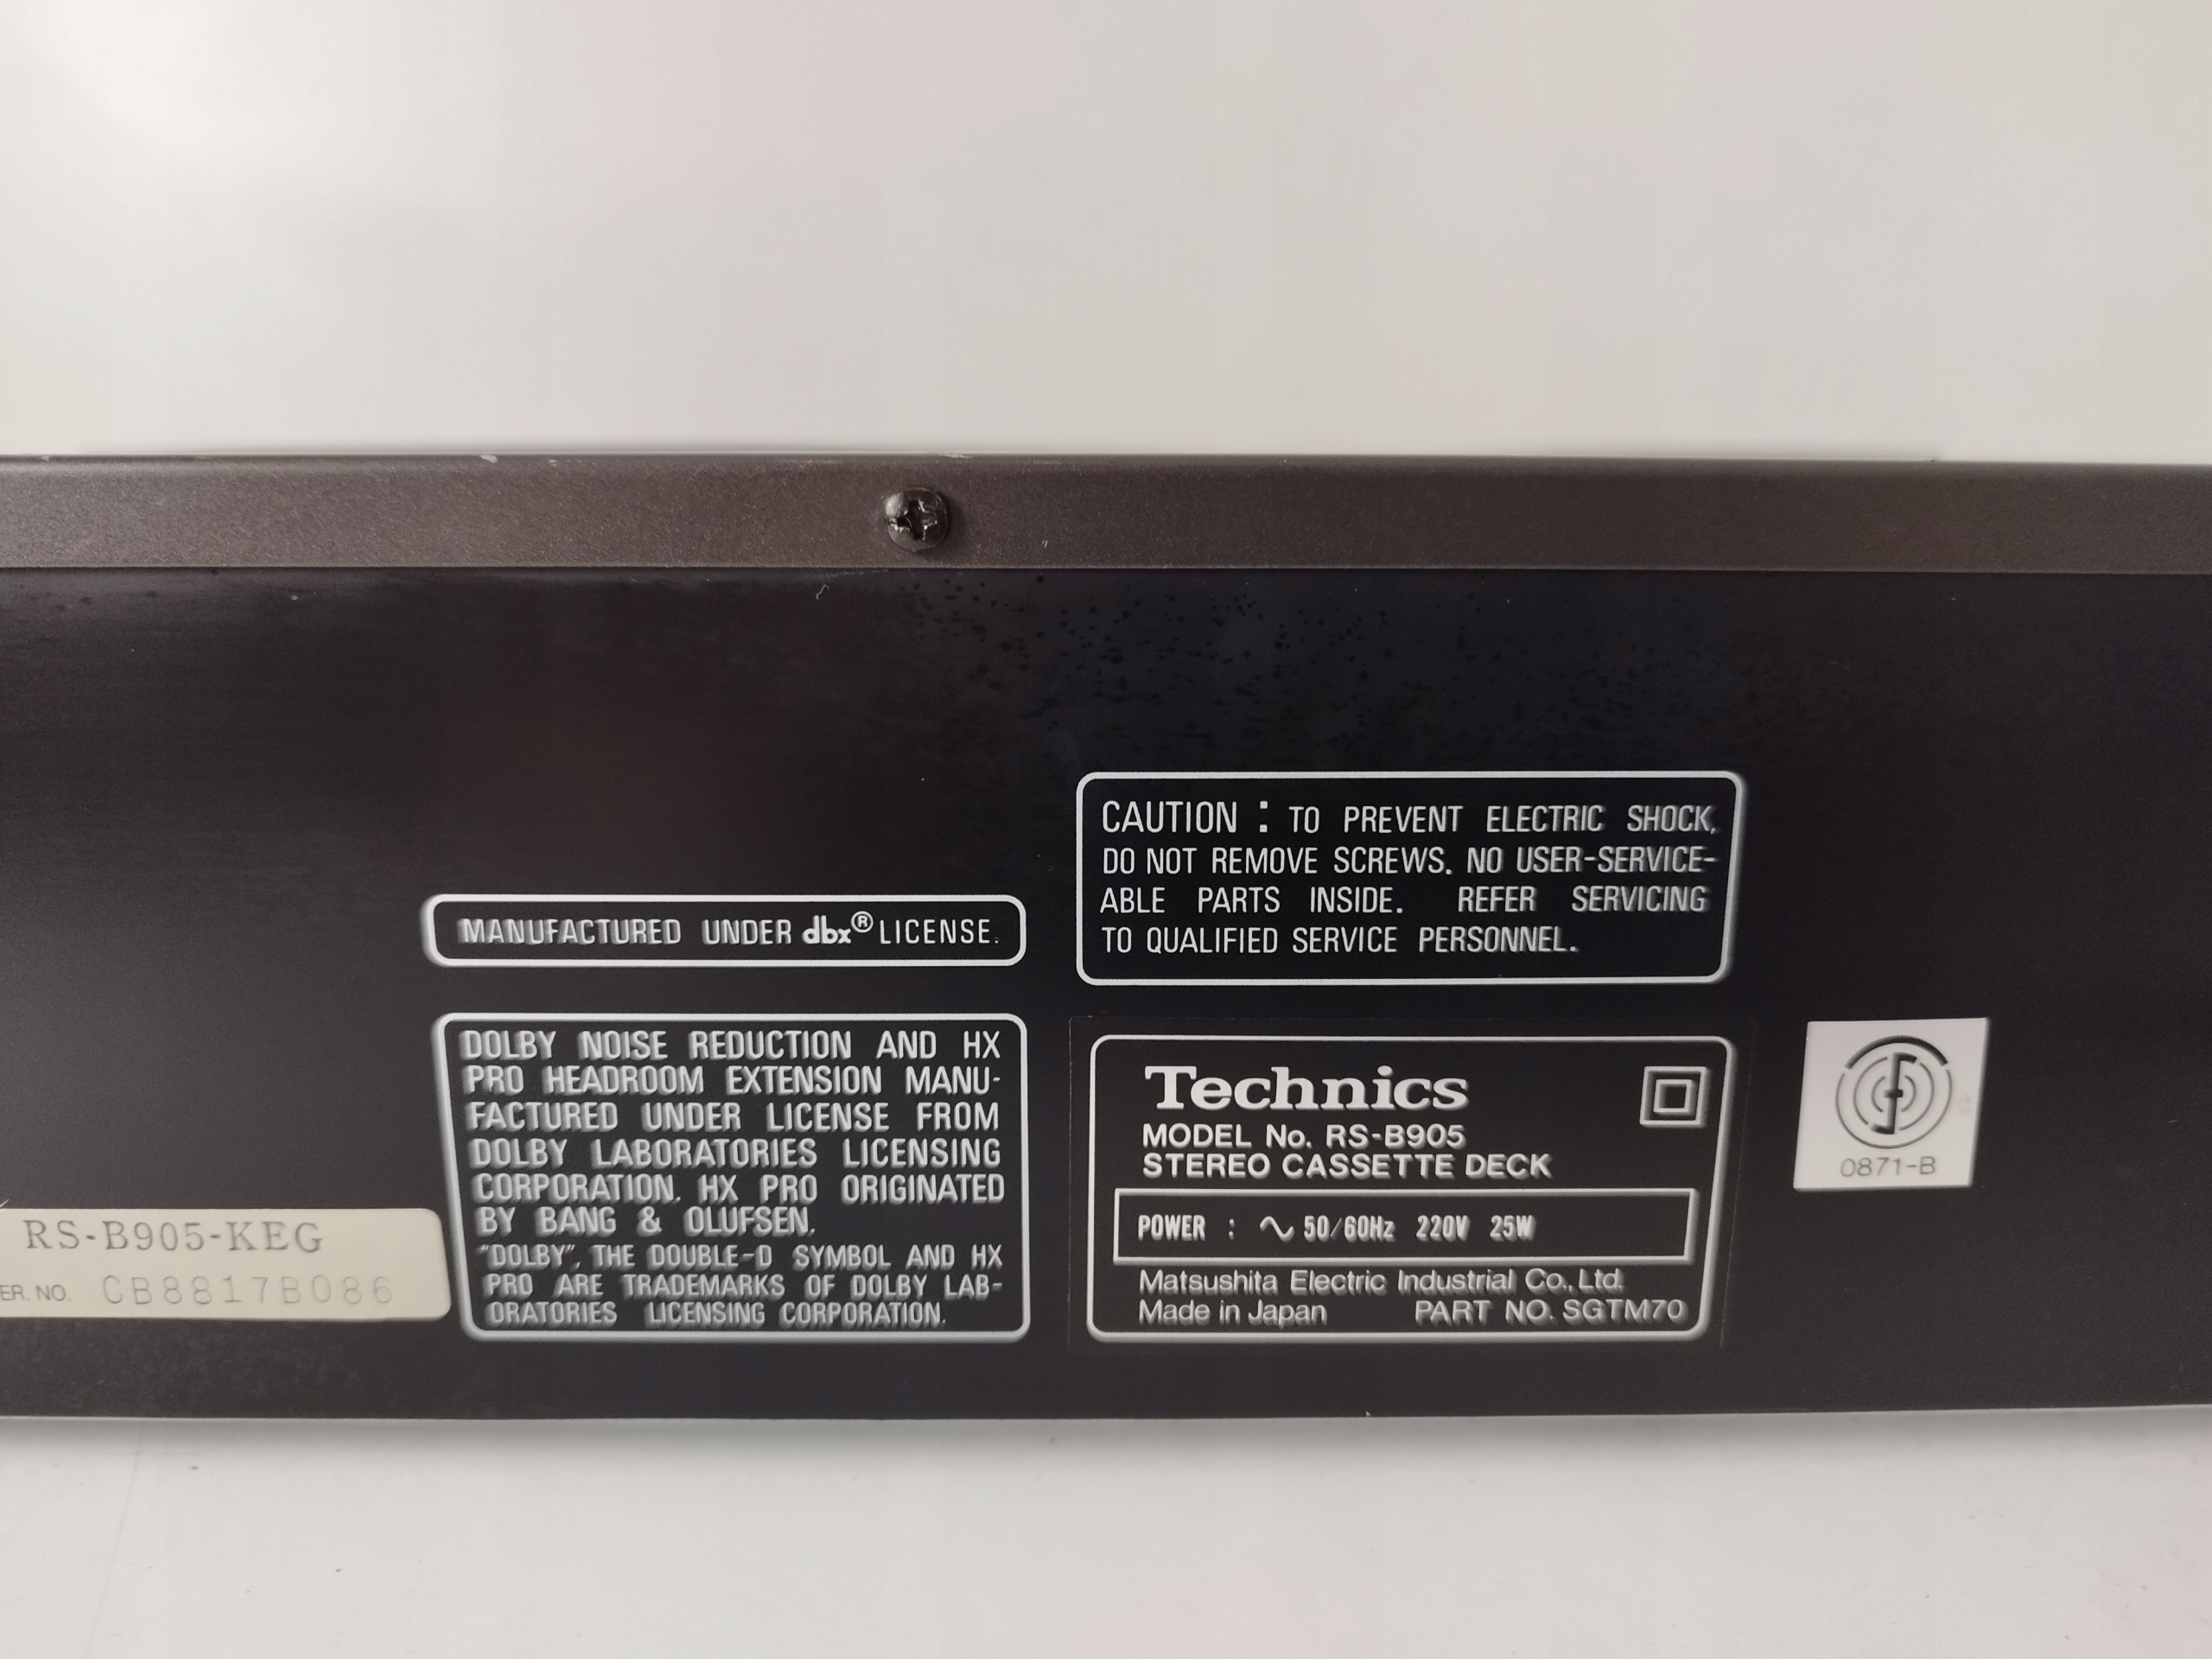 CAUTION : TO PREVENT ELECTRIC SHOCK,
DO NOT REMOVE SCREWS. NO USER-SERVICE-
ABLE PARTS INSIDE. REFER SERVICING
TO QUALIFIED SERVICE PERSONNEL.
MANUFACTURED UNDER dbx® LICENSE.
DOLBY NOISE REDUCTION AND HX
PRO HEADROOM EXTENSION MANU-
FACTURED UNDER LICENSE FROM
DOLBY LABORATORIES LICENSING
CORPORATION. HX PRO ORIGINATED
BY BANG & OLUFSEN.
"DOLBY", THE DOUBLE-D SYMBOL AND HX
PRO ARE TRADEMARKS OF DOLBY LAB-
ORATORIES LICENSING CORPORATION.
Technics
MODEL No. RS-B905
STEREO CASSETTE DECK
POWER : ∿ 50/60Hz 220V 25W
Matsushita Electric Industrial Co., Ltd.
Made in Japan PART NO. SGTM70
0871-B
RS-B905-KEG
ER. NO. CB8817B086